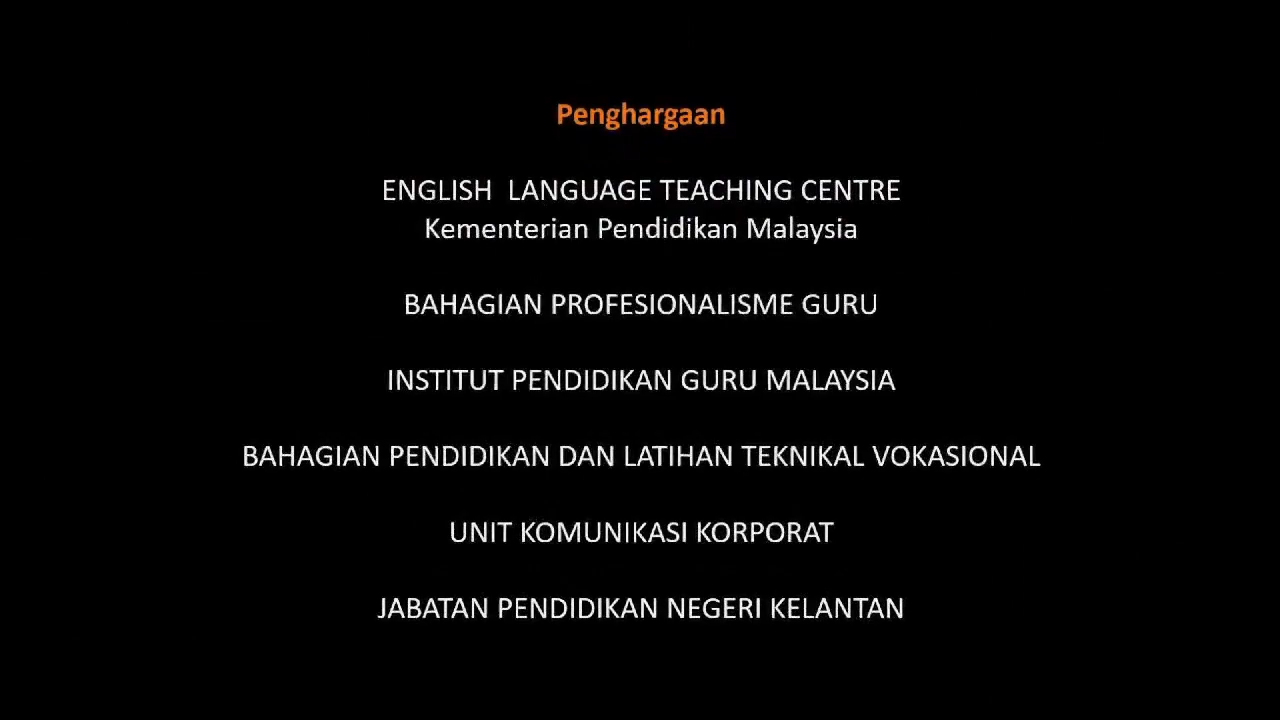 Penghargaan
ENGLISH  LANGUAGE TEACHING CENTRE
Kementerian Pendidikan Malaysia
BAHAGIAN PROFESIONALISME GURU
INSTITUT PENDIDIKAN GURU MALAYSIA
BAHAGIAN PENDIDIKAN DAN LATIHAN TEKNIKAL VOKASIONAL
UNIT KOMUNIKASI KORPORAT
JABATAN PENDIDIKAN NEGERI KELANTAN